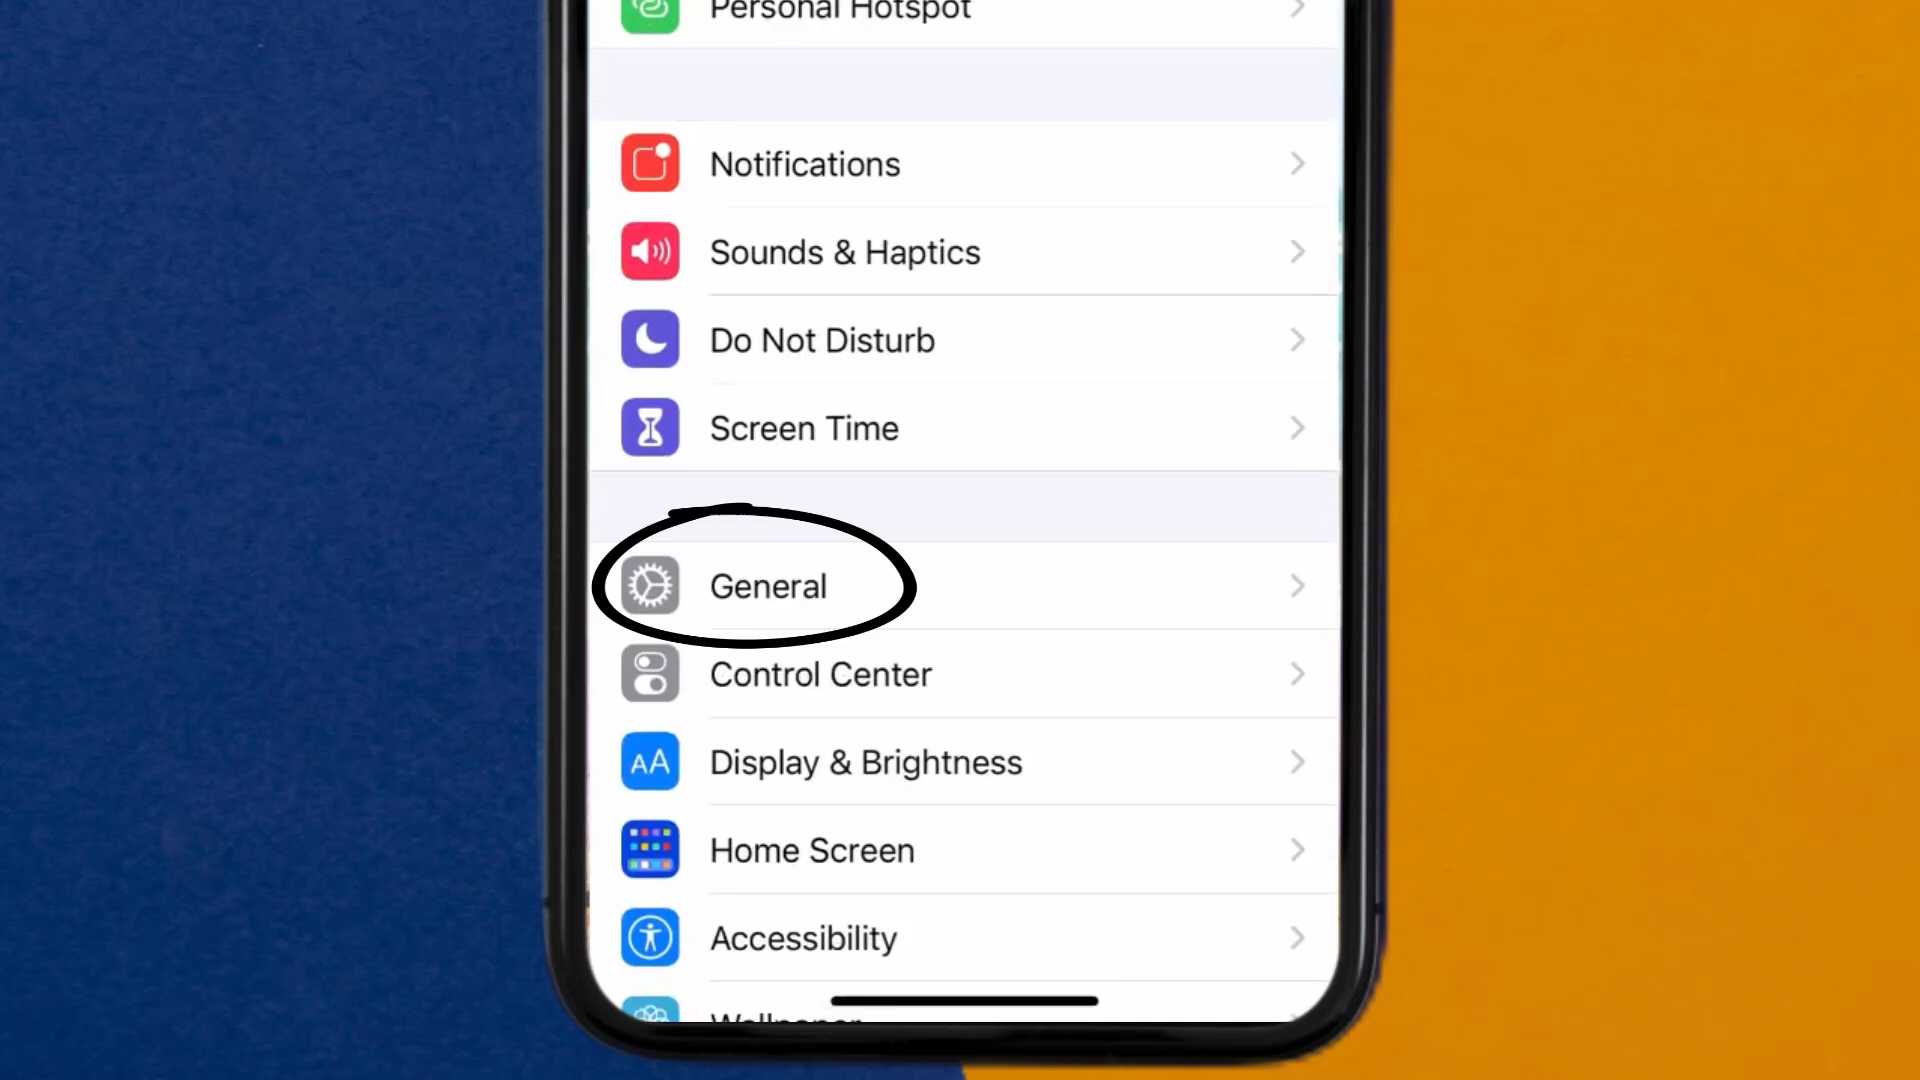 Personal Hotspot
Notifications
Sounds & Haptics
Do Not Disturb
Screen Time
General
Control Center
AA Display & Brightness
Home Screen
Accessibility
Wallpaper